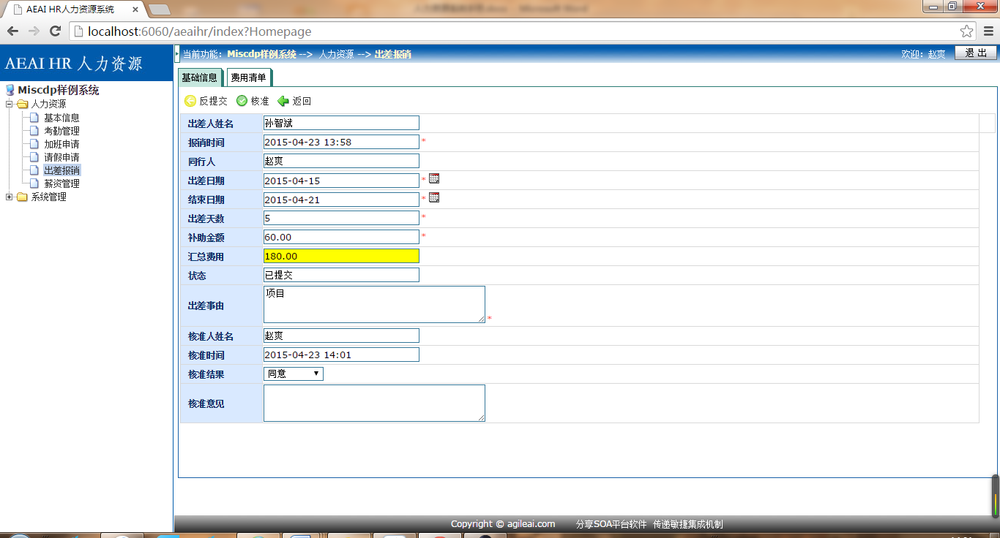 AEAI HR人力资源系统
localhost:6060/aeaihr/index?Homepage
AEAI HR 人力资源
当前功能: Miscdp样例系统 --> 人力资源 --> 出差报销
欢迎: 赵爽 退 出
Miscdp样例系统
人力资源
基本信息
考勤管理
加班申请
请假申请
出差报销
薪资管理
系统管理
基础信息 费用清单
反提交 核准 返回
出差人姓名 孙智斌
报销时间 2015-04-23 13:58 *
同行人 赵爽
出差日期 2015-04-15 *
结束日期 2015-04-21 *
出差天数 5 *
补助金额 60.00 *
汇总费用 180.00
状态 已提交
出差事由 项目 *
核准人姓名 赵爽
核准时间 2015-04-23 14:01
核准结果 同意
核准意见
Copyright © agileai.com 分享SOA平台软件 传递敏捷集成机制